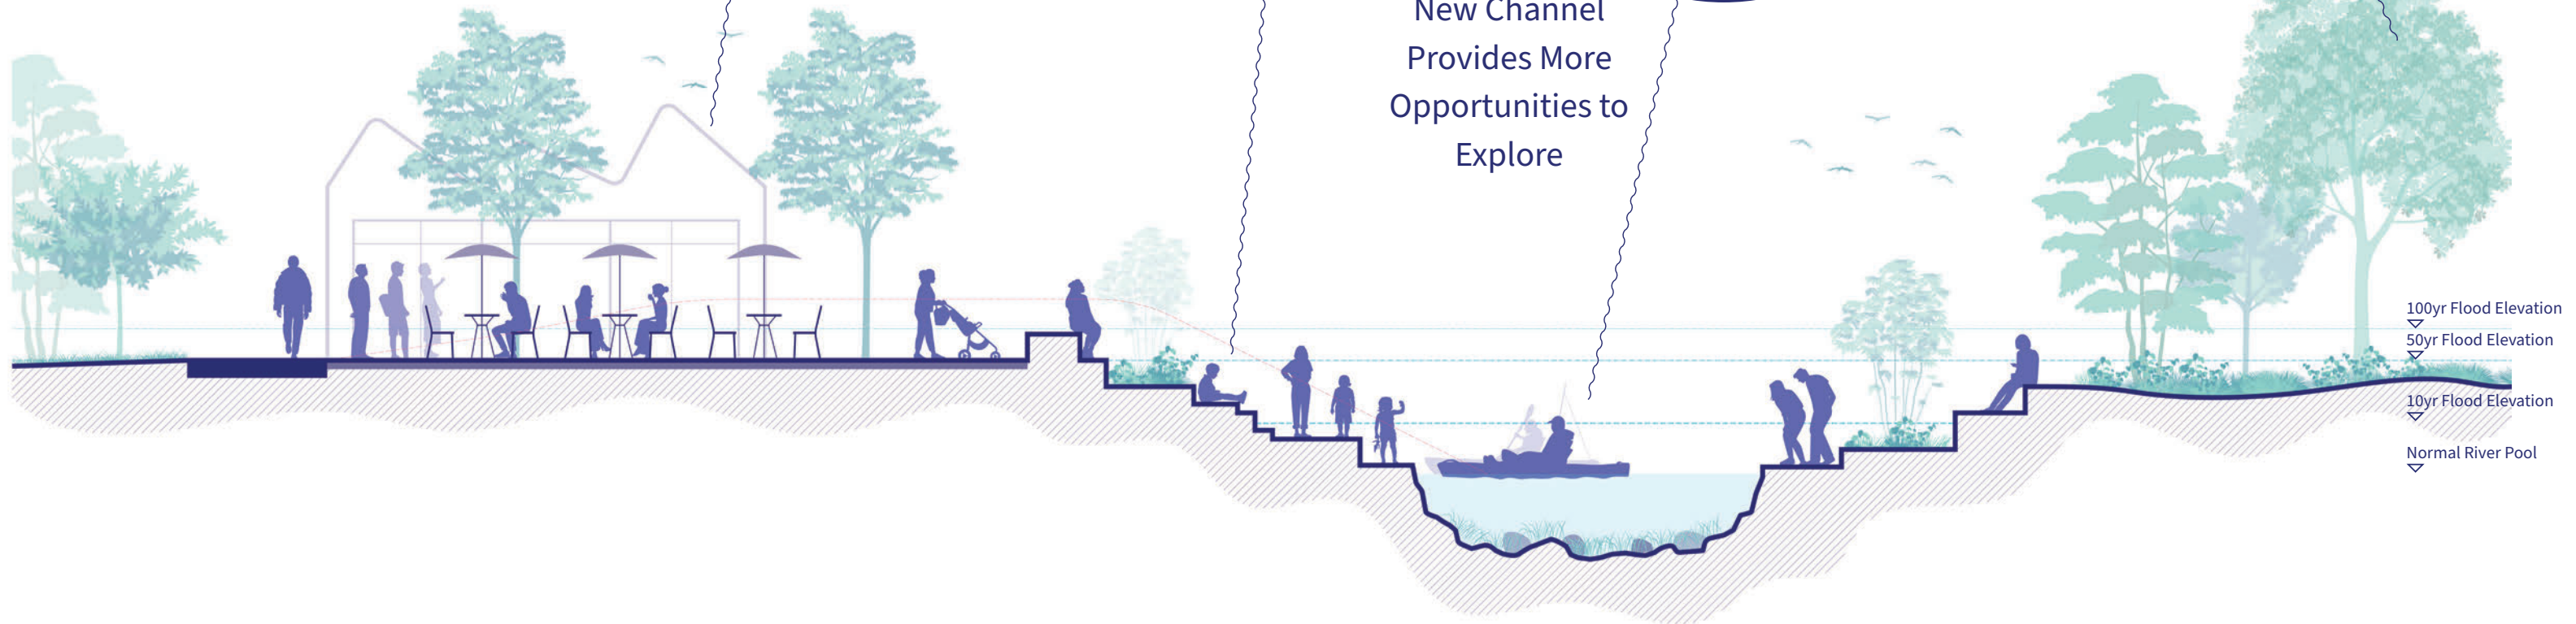 New Channel
Provides More
Opportunities to
Explore
100yr Flood Elevation
50yr Flood Elevation
10yr Flood Elevation
Normal River Pool